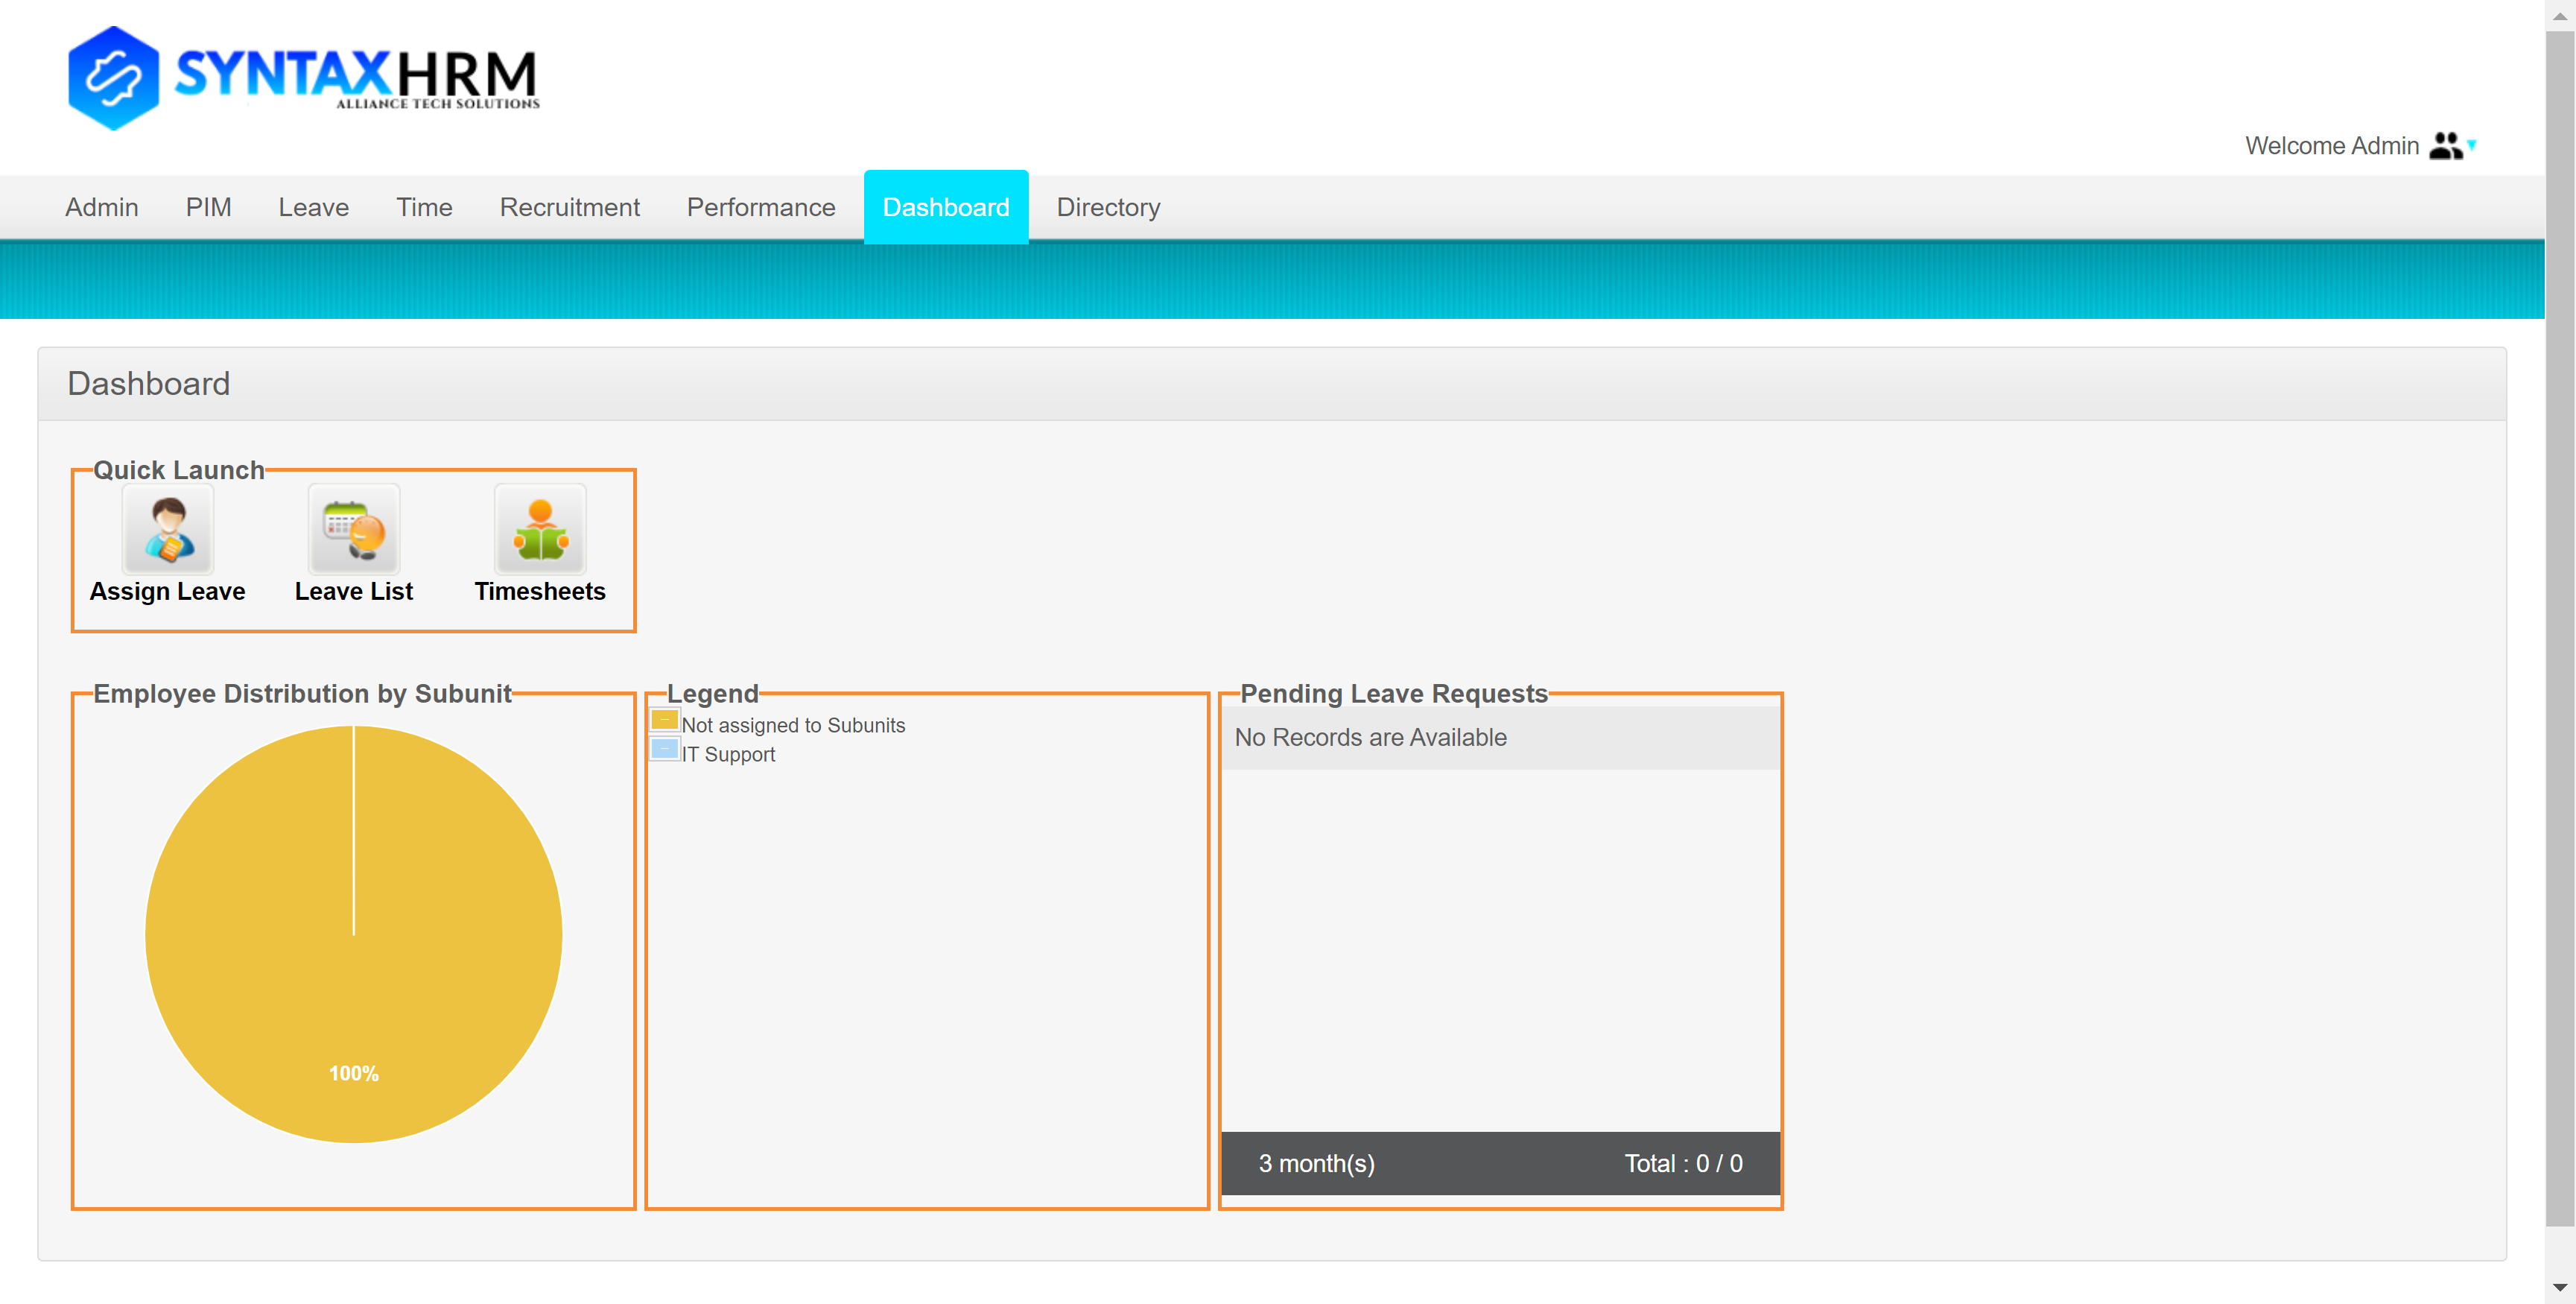 SYNTAXHRM
ALLIANCE TECH SOLUTIONS
Welcome Admin
Admin PIM Leave Time Recruitment Performance Dashboard Directory
Dashboard
Quick Launch
Assign Leave Leave List Timesheets
Employee Distribution by Subunit
100%
Legend
Not assigned to Subunits
IT Support
Pending Leave Requests
No Records are Available
3 month(s) Total : 0 / 0